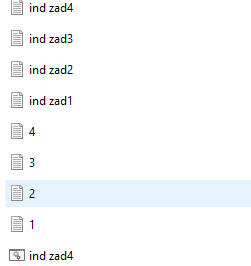 ind zad4
ind zad3
ind zad2
ind zad1
4
3
2
1
ind zad4